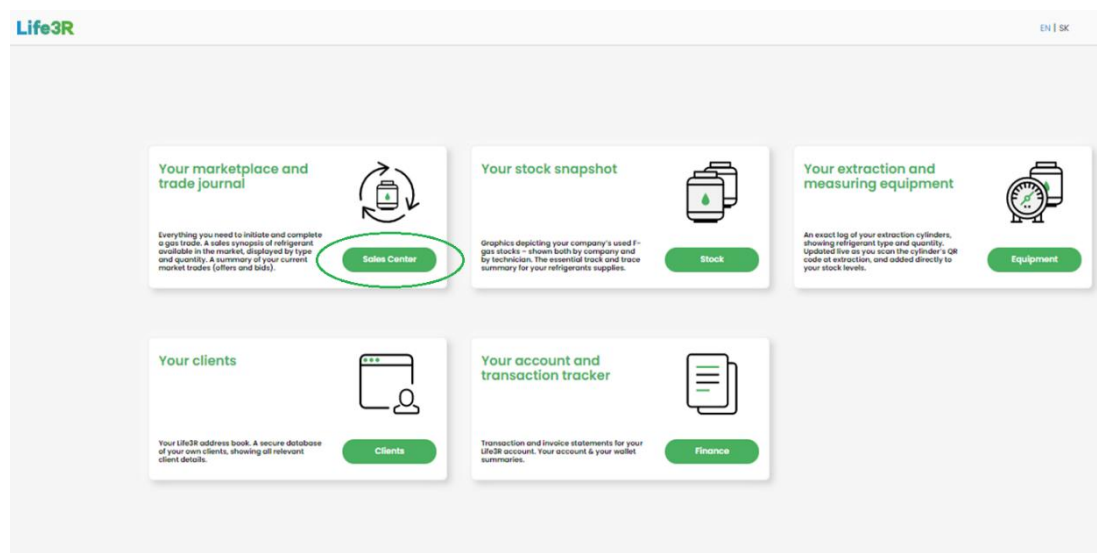 Life3R
EN | SK
Your marketplace and
trade journal
Everything you need to initiate and complete
a gas trade. A sales synopsis of refrigerant
available in the market, displayed by type
and quantity. A summary of your current
market trades (offers and bids).
Sales Center
Your stock snapshot
Graphics depicting your company's used F-
gas stocks – shown both by company and
by technician. The essential track and trace
summary for your refrigerants supplies.
Stock
Your extraction and
measuring equipment
An exact log of your extraction cylinders,
showing refrigerant type and quantity.
Updated live as you scan the cylinder's QR
code at extraction, and added directly to
your stock levels.
Equipment
Your clients
Your Life3R address book. A secure database
of your own clients, showing all relevant
client details.
Clients
Your account and
transaction tracker
Transaction and invoice statements for your
Life3R account. Your account & your wallet
summaries.
Finance